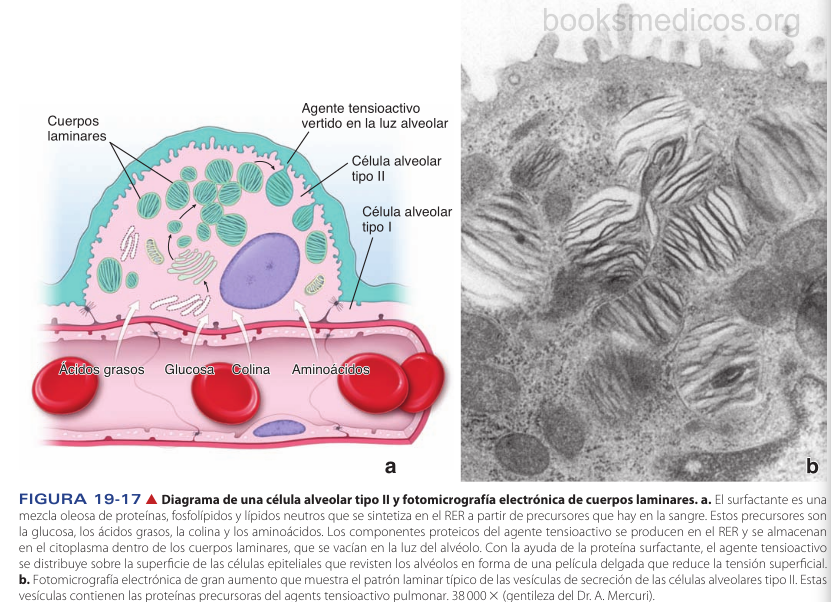 booksmedicos.org
Cuerpos
laminares
Agente tensioactivo
vertido en la luz alveolar
Célula alveolar
tipo II
Célula alveolar
tipo I
Ácidos grasos Glucosa Colina Aminoácidos
a
b
FIGURA 19-17 ▲ Diagrama de una célula alveolar tipo II y fotomicrografía electrónica de cuerpos laminares. a. El surfactante es una
mezcla oleosa de proteínas, fosfolípidos y lípidos neutros que se sintetiza en el RER a partir de precursores que hay en la sangre. Estos precursores son
la glucosa, los ácidos grasos, la colina y los aminoácidos. Los componentes proteicos del agente tensioactivo se producen en el RER y se almacenan
en el citoplasma dentro de los cuerpos laminares, que se vacían en la luz del alvéolo. Con la ayuda de la proteína surfactante, el agente tensioactivo
se distribuye sobre la superficie de las células epiteliales que revisten los alvéolos en forma de una película delgada que reduce la tensión superficial.
b. Fotomicrografía electrónica de gran aumento que muestra el patrón laminar típico de las vesículas de secreción de las células alveolares tipo II. Estas
vesículas contienen las proteínas precursoras del agents tensioactivo pulmonar. 38 000 × (gentileza del Dr. A. Mercuri).